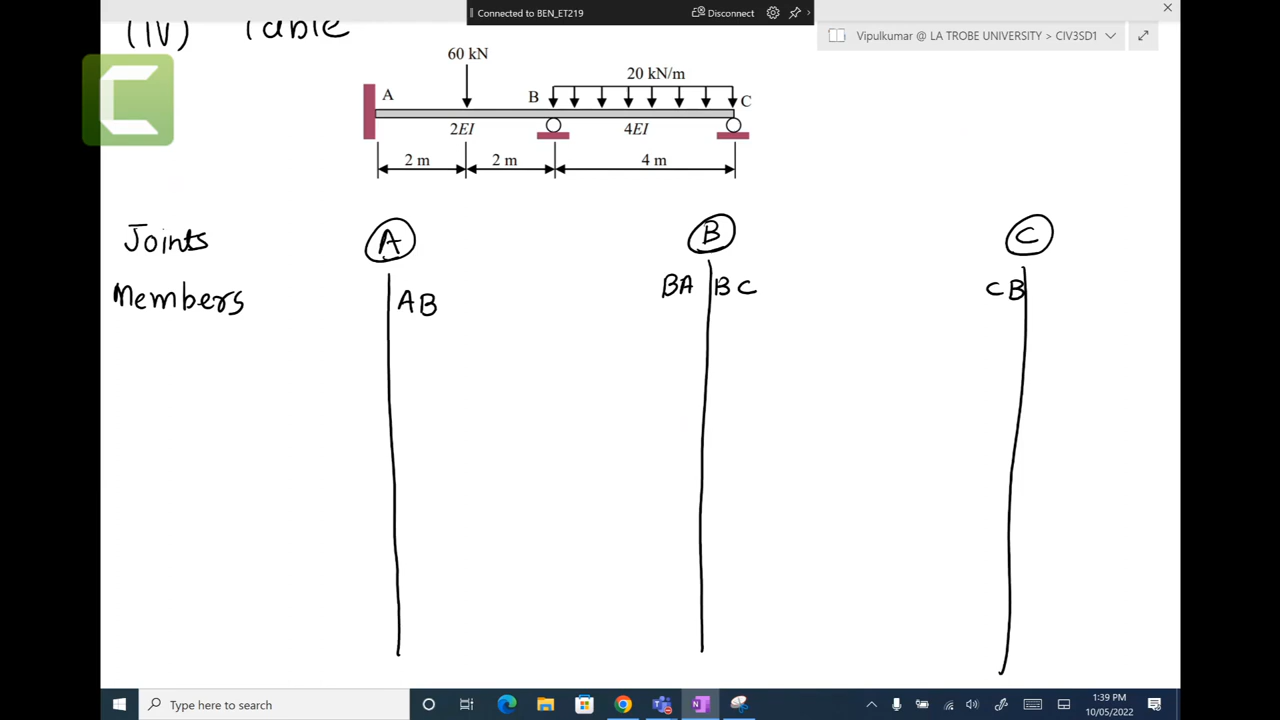 Connected to BEN_ET219 Disconnect
Vipulkumar @ LA TROBE UNIVERSITY > CIV3SD1
(iv) Table
60 kN
20 kN/m
A B C
2EI 4EI
2 m 2 m 4 m
Joints A B C
Members AB BA BC CB
Type here to search
1:39 PM
10/05/2022